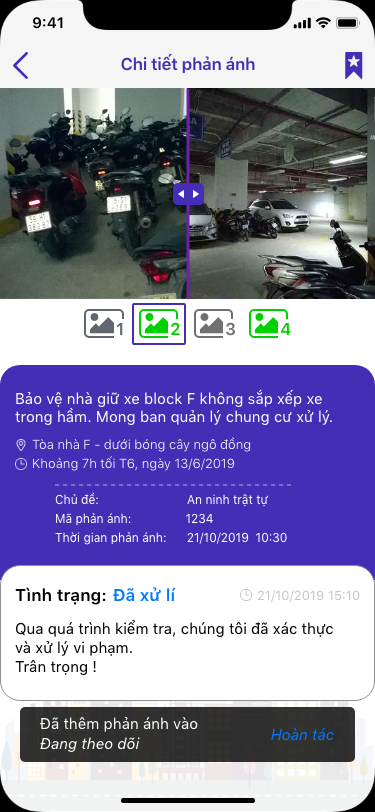 9:41
Chi tiết phản ánh
1
2
3
4
Bảo vệ nhà giữ xe block F không sắp xếp xe
trong hầm. Mong ban quản lý chung cư xử lý.
Tòa nhà F - dưới bóng cây ngô đồng
Khoảng 7h tối T6, ngày 13/6/2019
Chủ đề: An ninh trật tự
Mã phản ánh: 1234
Thời gian phản ánh: 21/10/2019 10:30
Tình trạng: Đã xử lí
21/10/2019 15:10
Qua quá trình kiểm tra, chúng tôi đã xác thực
và xử lý vi phạm.
Trân trọng !
Đã thêm phản ánh vào
Đang theo dõi
Hoàn tác